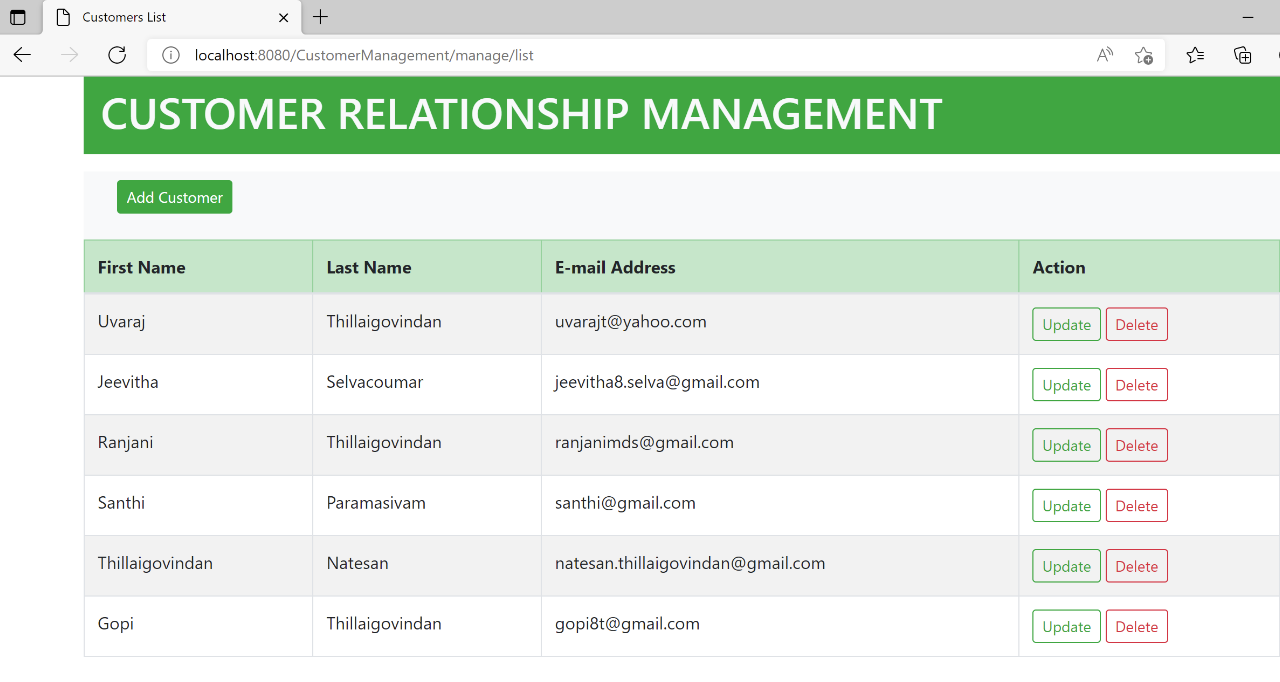 Customers List
localhost:8080/CustomerManagement/manage/list
CUSTOMER RELATIONSHIP MANAGEMENT
Add Customer
First Name Last Name E-mail Address Action
Uvaraj Thillaigovindan uvarajt@yahoo.com Update Delete
Jeevitha Selvacoumar jeevitha8.selva@gmail.com Update Delete
Ranjani Thillaigovindan ranjanimds@gmail.com Update Delete
Santhi Paramasivam santhi@gmail.com Update Delete
Thillaigovindan Natesan natesan.thillaigovindan@gmail.com Update Delete
Gopi Thillaigovindan gopi8t@gmail.com Update Delete